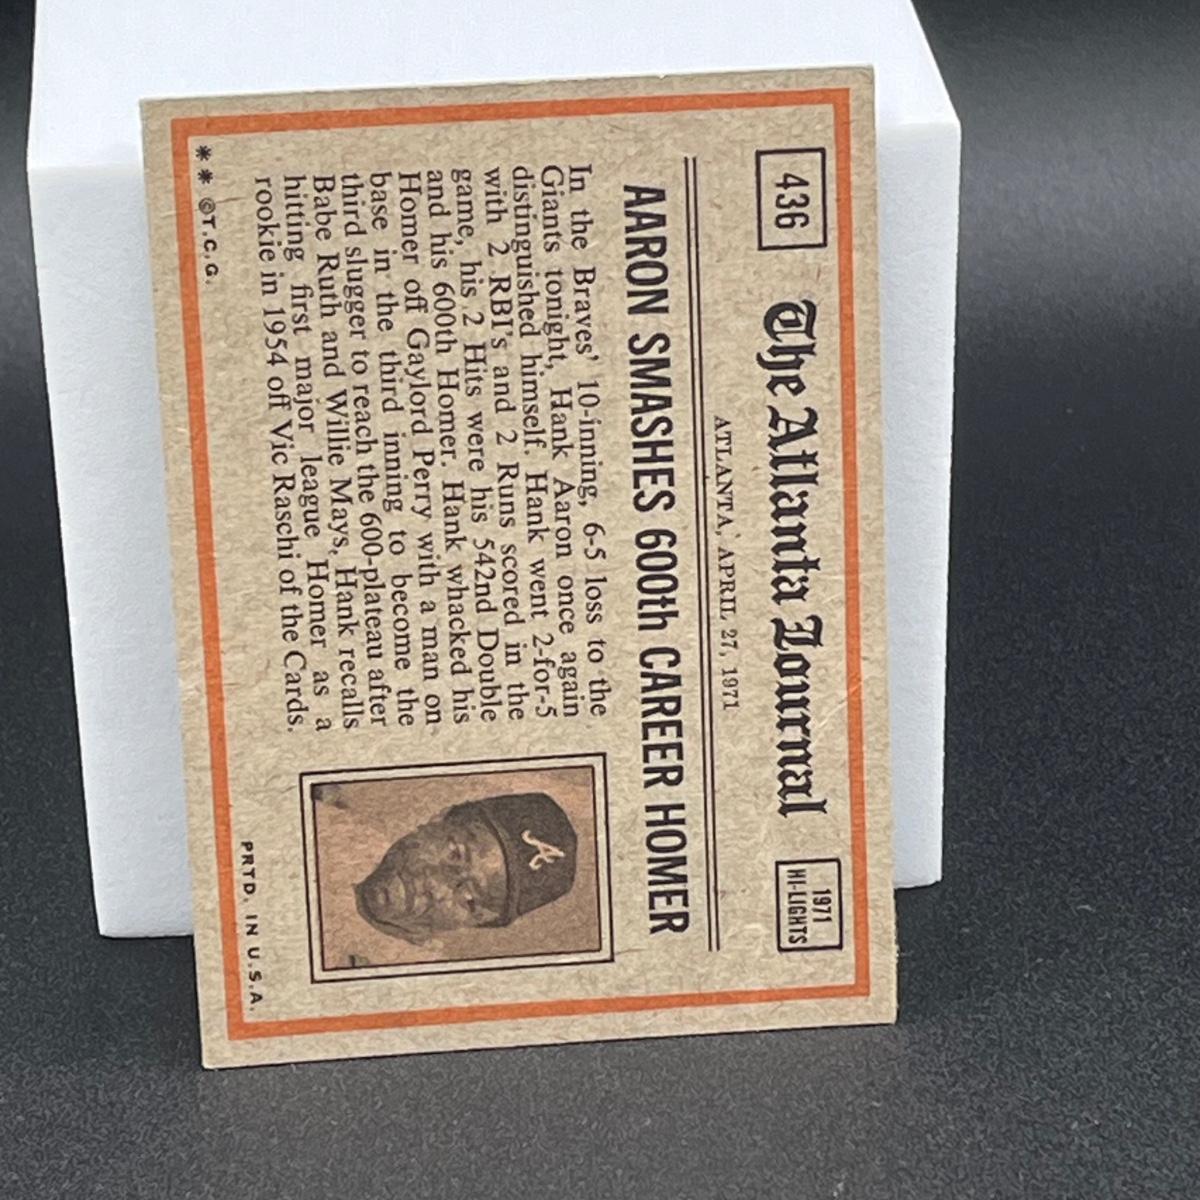 436
The Atlanta Journal
1971
HI-LIGHTS
ATLANTA, APRIL 27, 1971
AARON SMASHES 600th CAREER HOMER
In the Braves' 10-inning, 6-5 loss to the
Giants tonight, Hank Aaron once again
distinguished himself. Hank went 2-for-5
with 2 RBI's and 2 Runs scored in the
game, his 2 Hits were his 542nd Double
and his 600th Homer. Hank whacked his
Homer off Gaylord Perry with a man on
base in the third inning to become the
third slugger to reach the 600-plateau after
Babe Ruth and Willie Mays. Hank recalls
hitting first major league Homer as a
rookie in 1954 off Vic Raschi of the Cards.
A
** ©T.C.G.
PRTD. IN U.S.A.